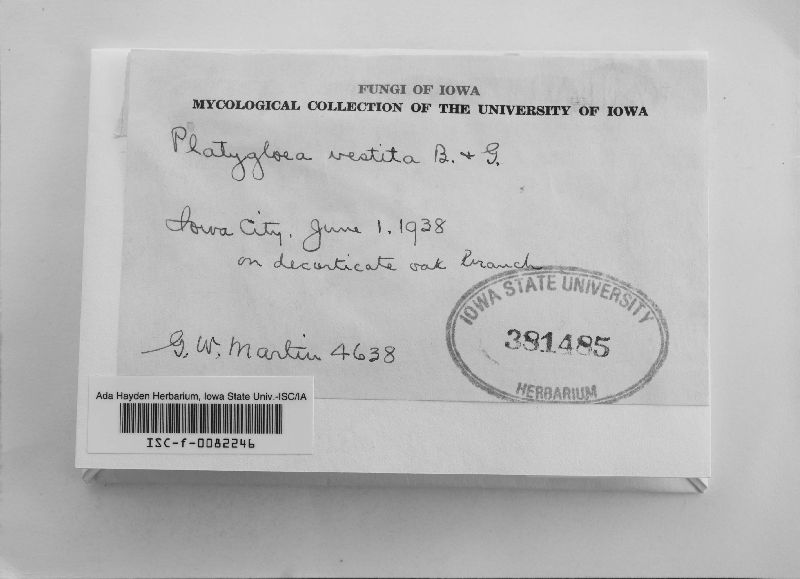 FUNGI OF IOWA
MYCOLOGICAL COLLECTION OF THE UNIVERSITY OF IOWA
Platygloea vestita B. + G.
Iowa City, June 1, 1938
on decorticate oak branch
G. W. Martin 4638
IOWA STATE UNIVERSITY
381485
HERBARIUM
Ada Hayden Herbarium, Iowa State Univ.-ISC/IA
ISC-f-0082246